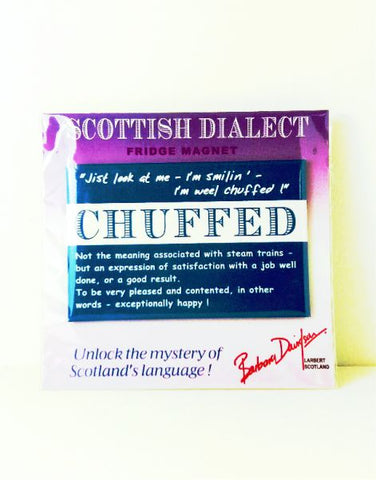 SCOTTISH DIALECT
FRIDGE MAGNET
"Jist look at me - I'm smilin' -
I'm weel chuffed !"
CHUFFED
Not the meaning associated with steam trains -
but an expression of satisfaction with a job well
done, or a good result.
To be very pleased and contented, in other
words - exceptionally happy !
Unlock the mystery of
Scotland's language !
Barbara
LARBERT
SCOTLAND